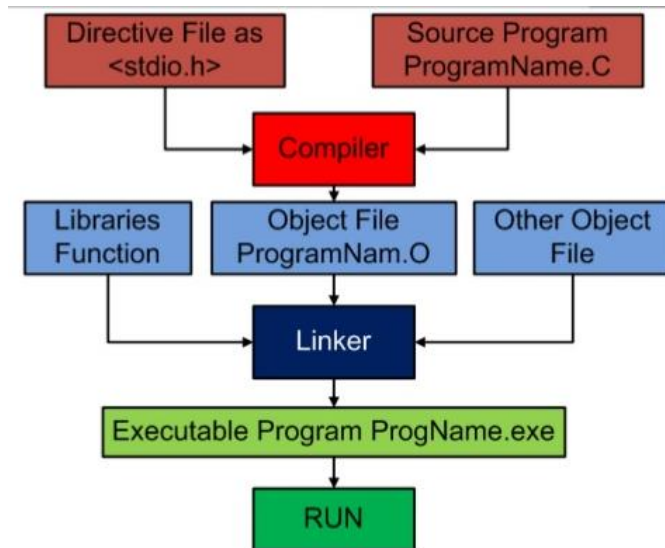 Directive File as
<stdio.h>
Source Program
ProgramName.C
Compiler
Libraries
Function
Object File
ProgramNam.O
Other Object
File
Linker
Executable Program ProgName.exe
RUN